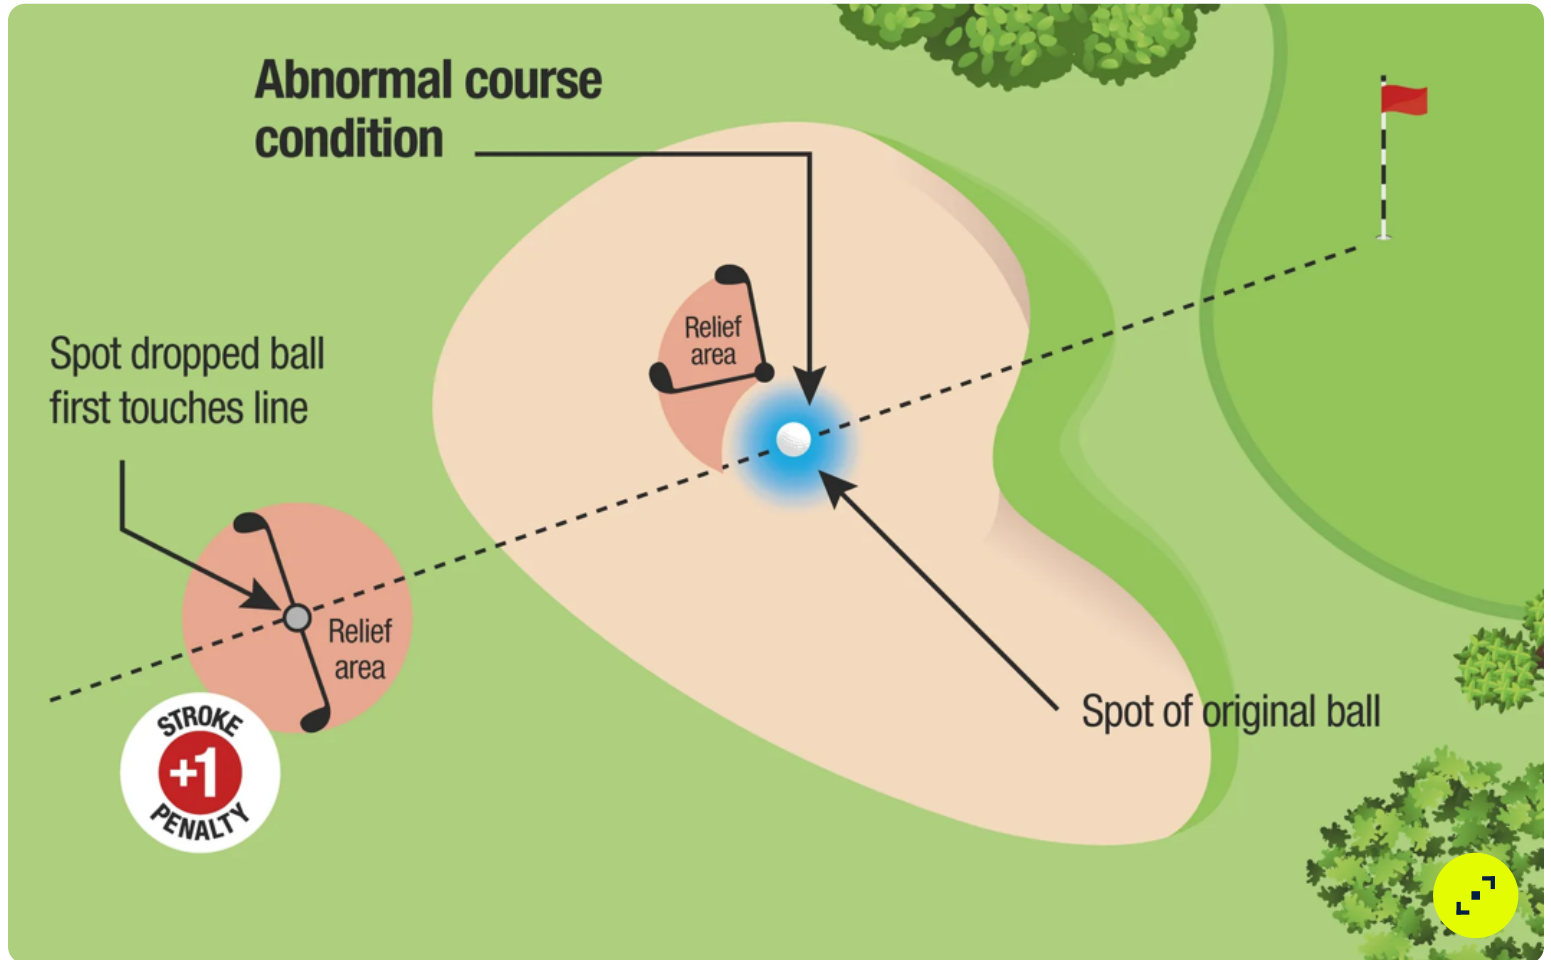 Abnormal course
condition
Relief
area
Spot dropped ball
first touches line
Relief
area
STROKE
+1
PENALTY
Spot of original ball